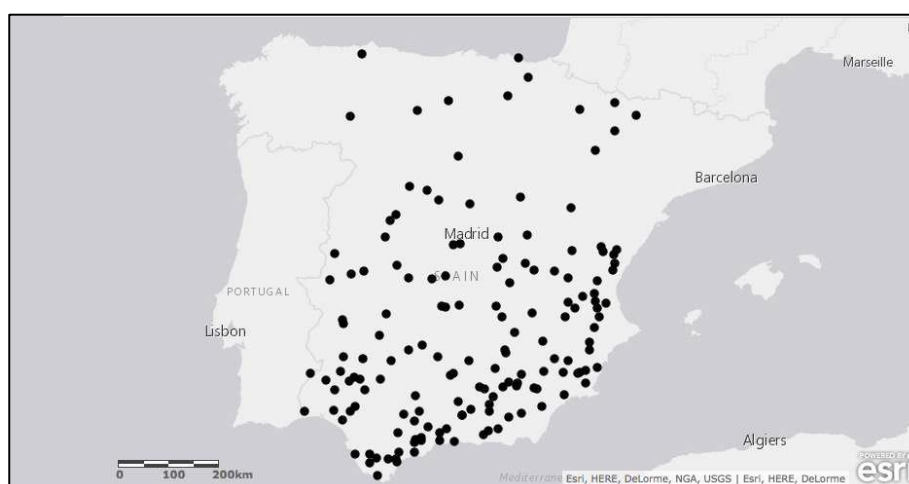 Marseille
Barcelona
Madrid
SPAIN
PORTUGAL
Lisbon
Algiers
0 100 200km
POWERED BY
esri
Mediterrane
Esri, HERE, DeLorme, NGA, USGS | Esri, HERE, DeLorme